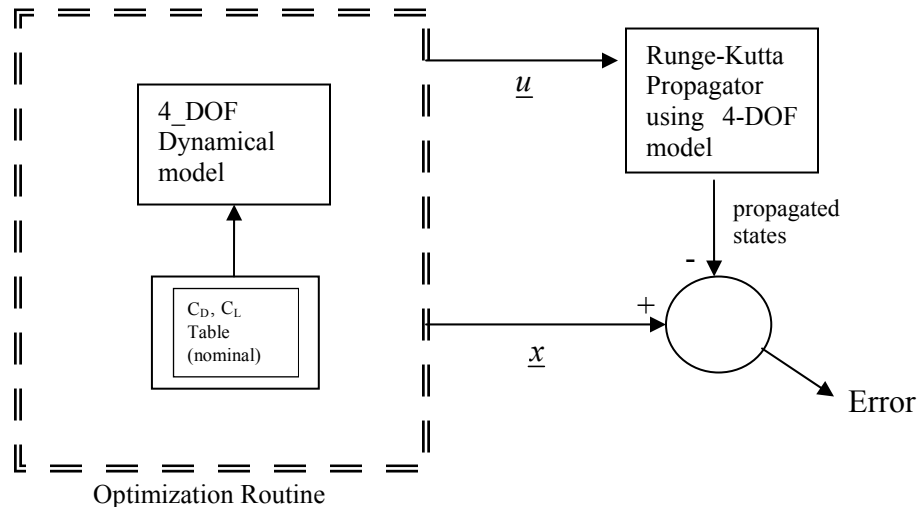 4_DOF
Dynamical
model
C_D, C_L
Table
(nominal)
Optimization Routine
u
x
Runge-Kutta
Propagator
using 4-DOF
model
propagated
states
-
+
Error